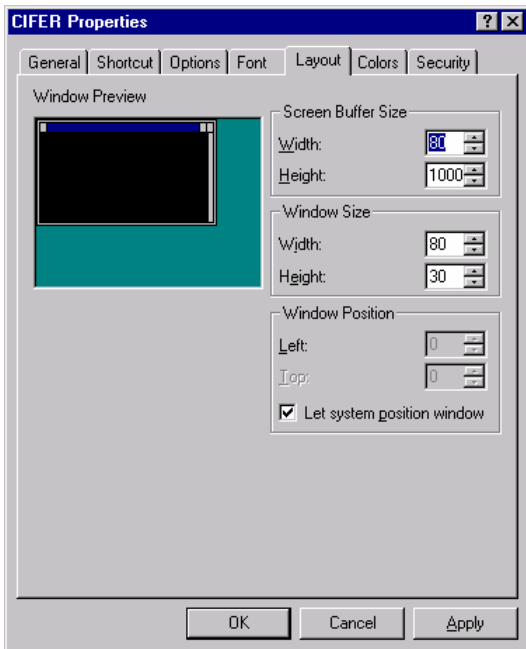 CIFER Properties
General Shortcut Options Font Layout Colors Security
Window Preview
Screen Buffer Size
Width: 80
Height: 1000
Window Size
Width: 80
Height: 30
Window Position
Left: 0
Top: 0
Let system position window
OK Cancel Apply